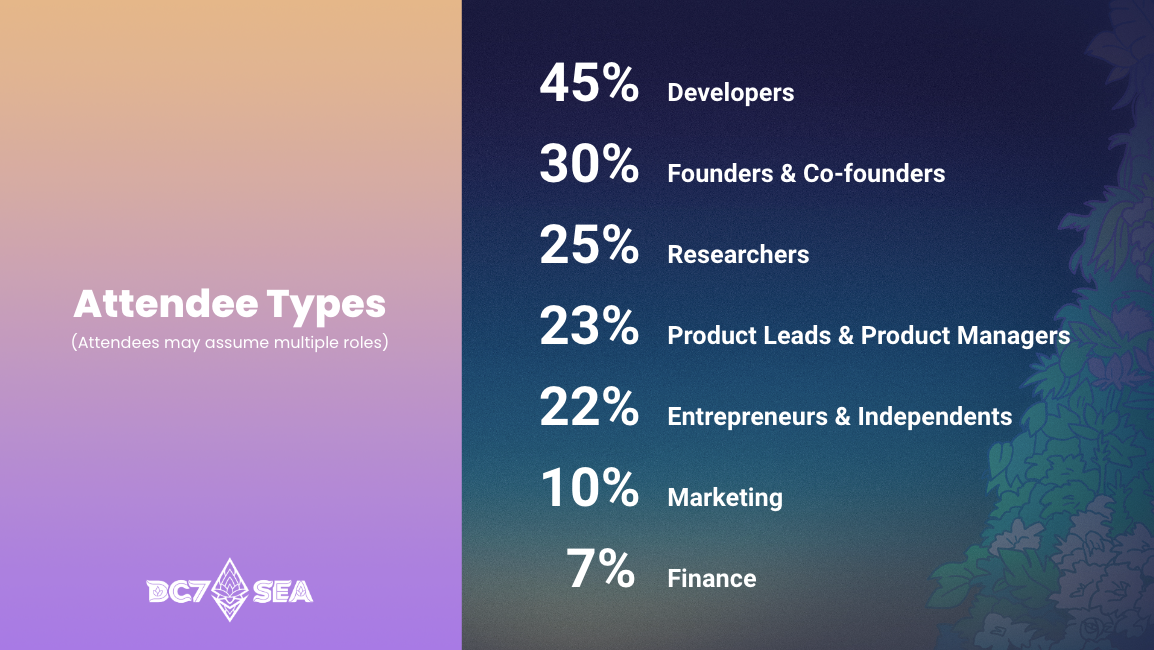 Attendee Types
(Attendees may assume multiple roles)
DC7 SEA
45% Developers
30% Founders & Co-founders
25% Researchers
23% Product Leads & Product Managers
22% Entrepreneurs & Independents
10% Marketing
7% Finance